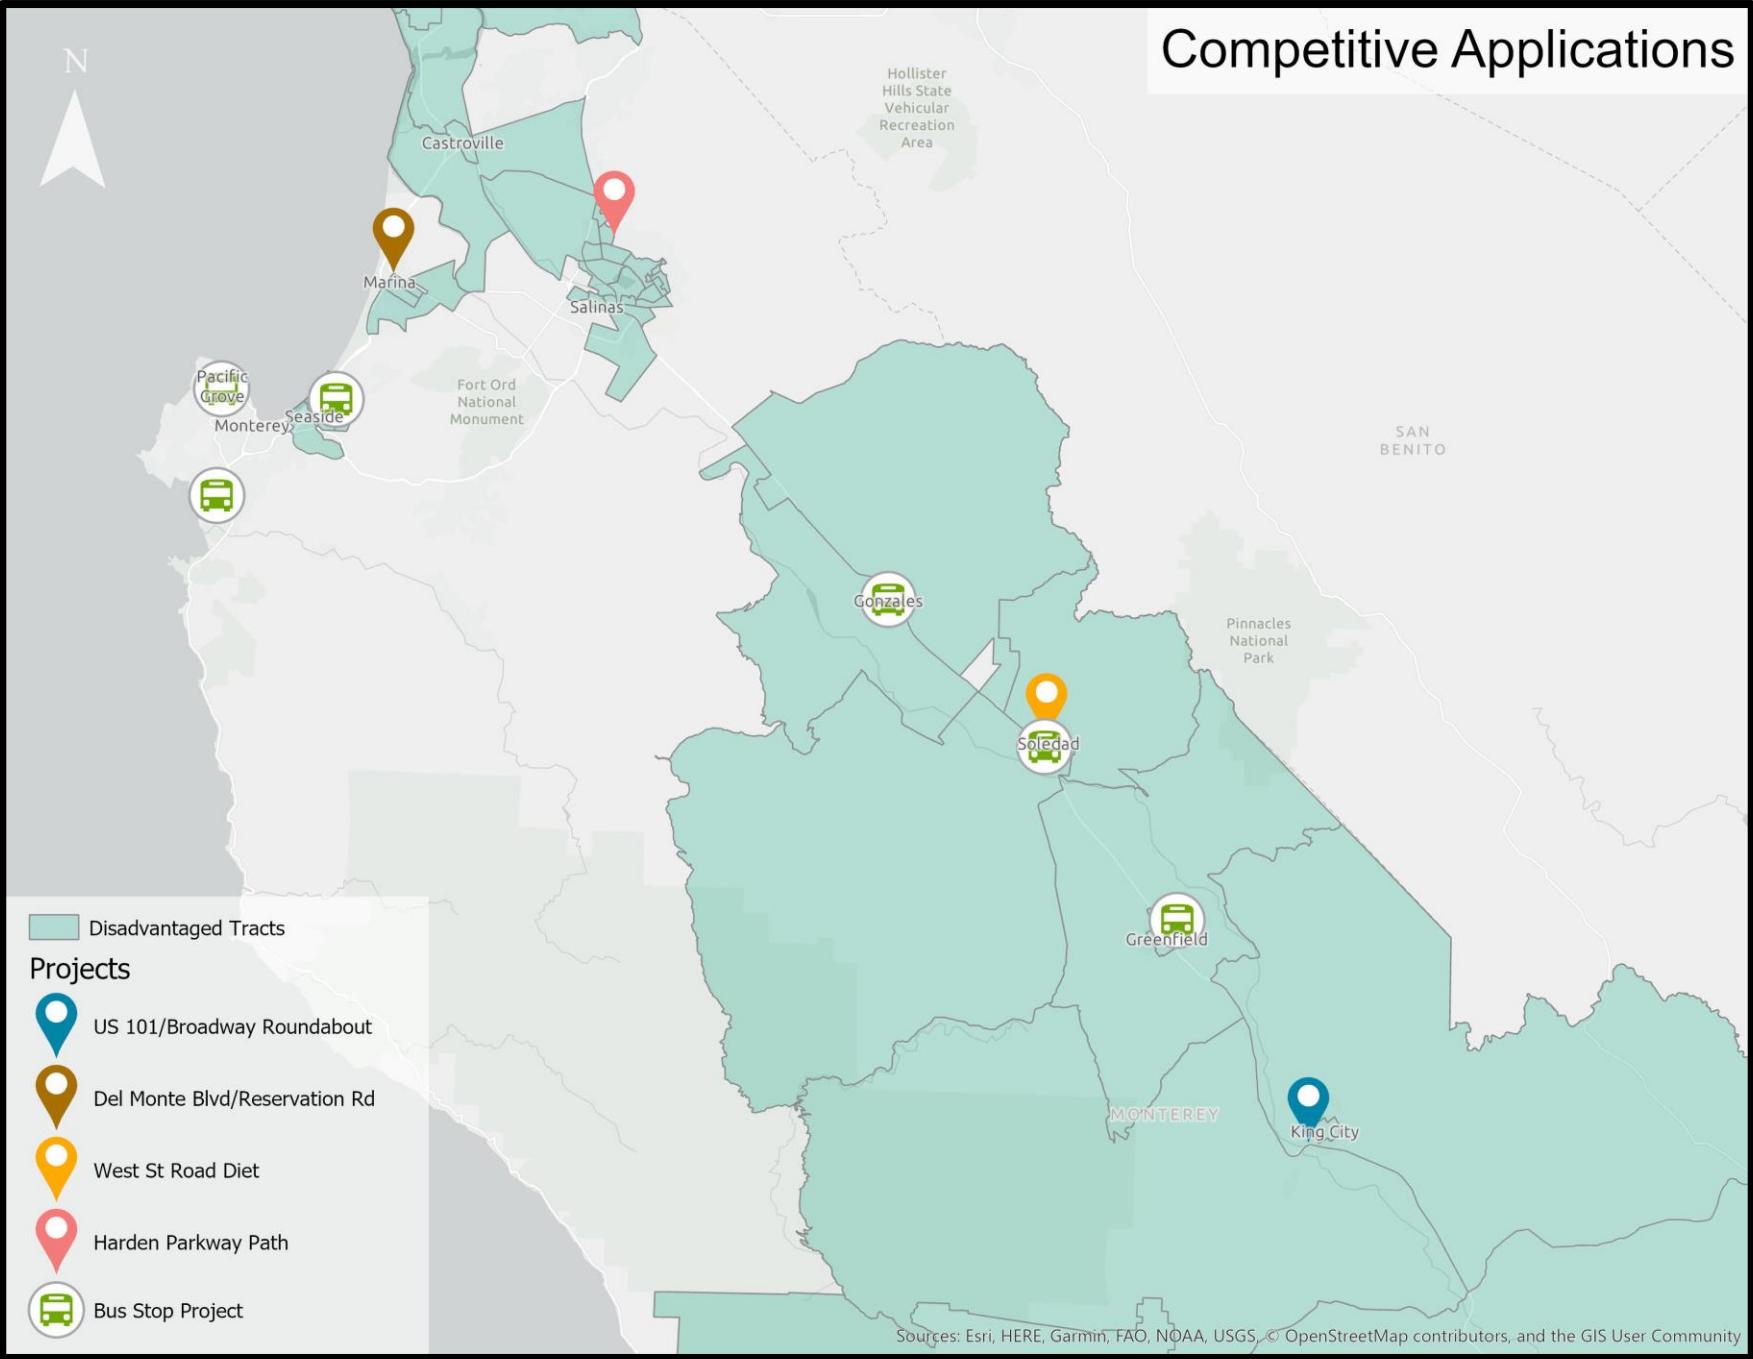 Competitive Applications
N
Hollister
Hills State
Vehicular
Recreation
Area
Castroville
Marina
Salinas
Pacific
Grove
Seaside
Monterey
Fort Ord
National
Monument
SAN
BENITO
Gonzales
Pinnacles
National
Park
Soledad
Greenfield
MONTEREY
King City
Disadvantaged Tracts
Projects
US 101/Broadway Roundabout
Del Monte Blvd/Reservation Rd
West St Road Diet
Harden Parkway Path
Bus Stop Project
Sources: Esri, HERE, Garmin, FAO, NOAA, USGS, © OpenStreetMap contributors, and the GIS User Community